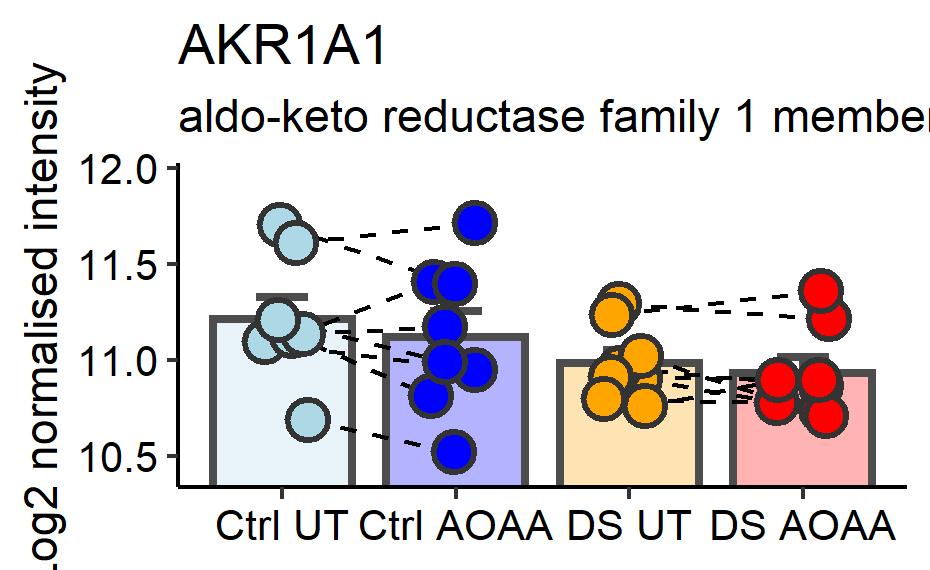 AKR1A1
aldo-keto reductase family 1 member
log2 normalised intensity
12.0
11.5
11.0
10.5
Ctrl UT
Ctrl AOAA
DS UT
DS AOAA